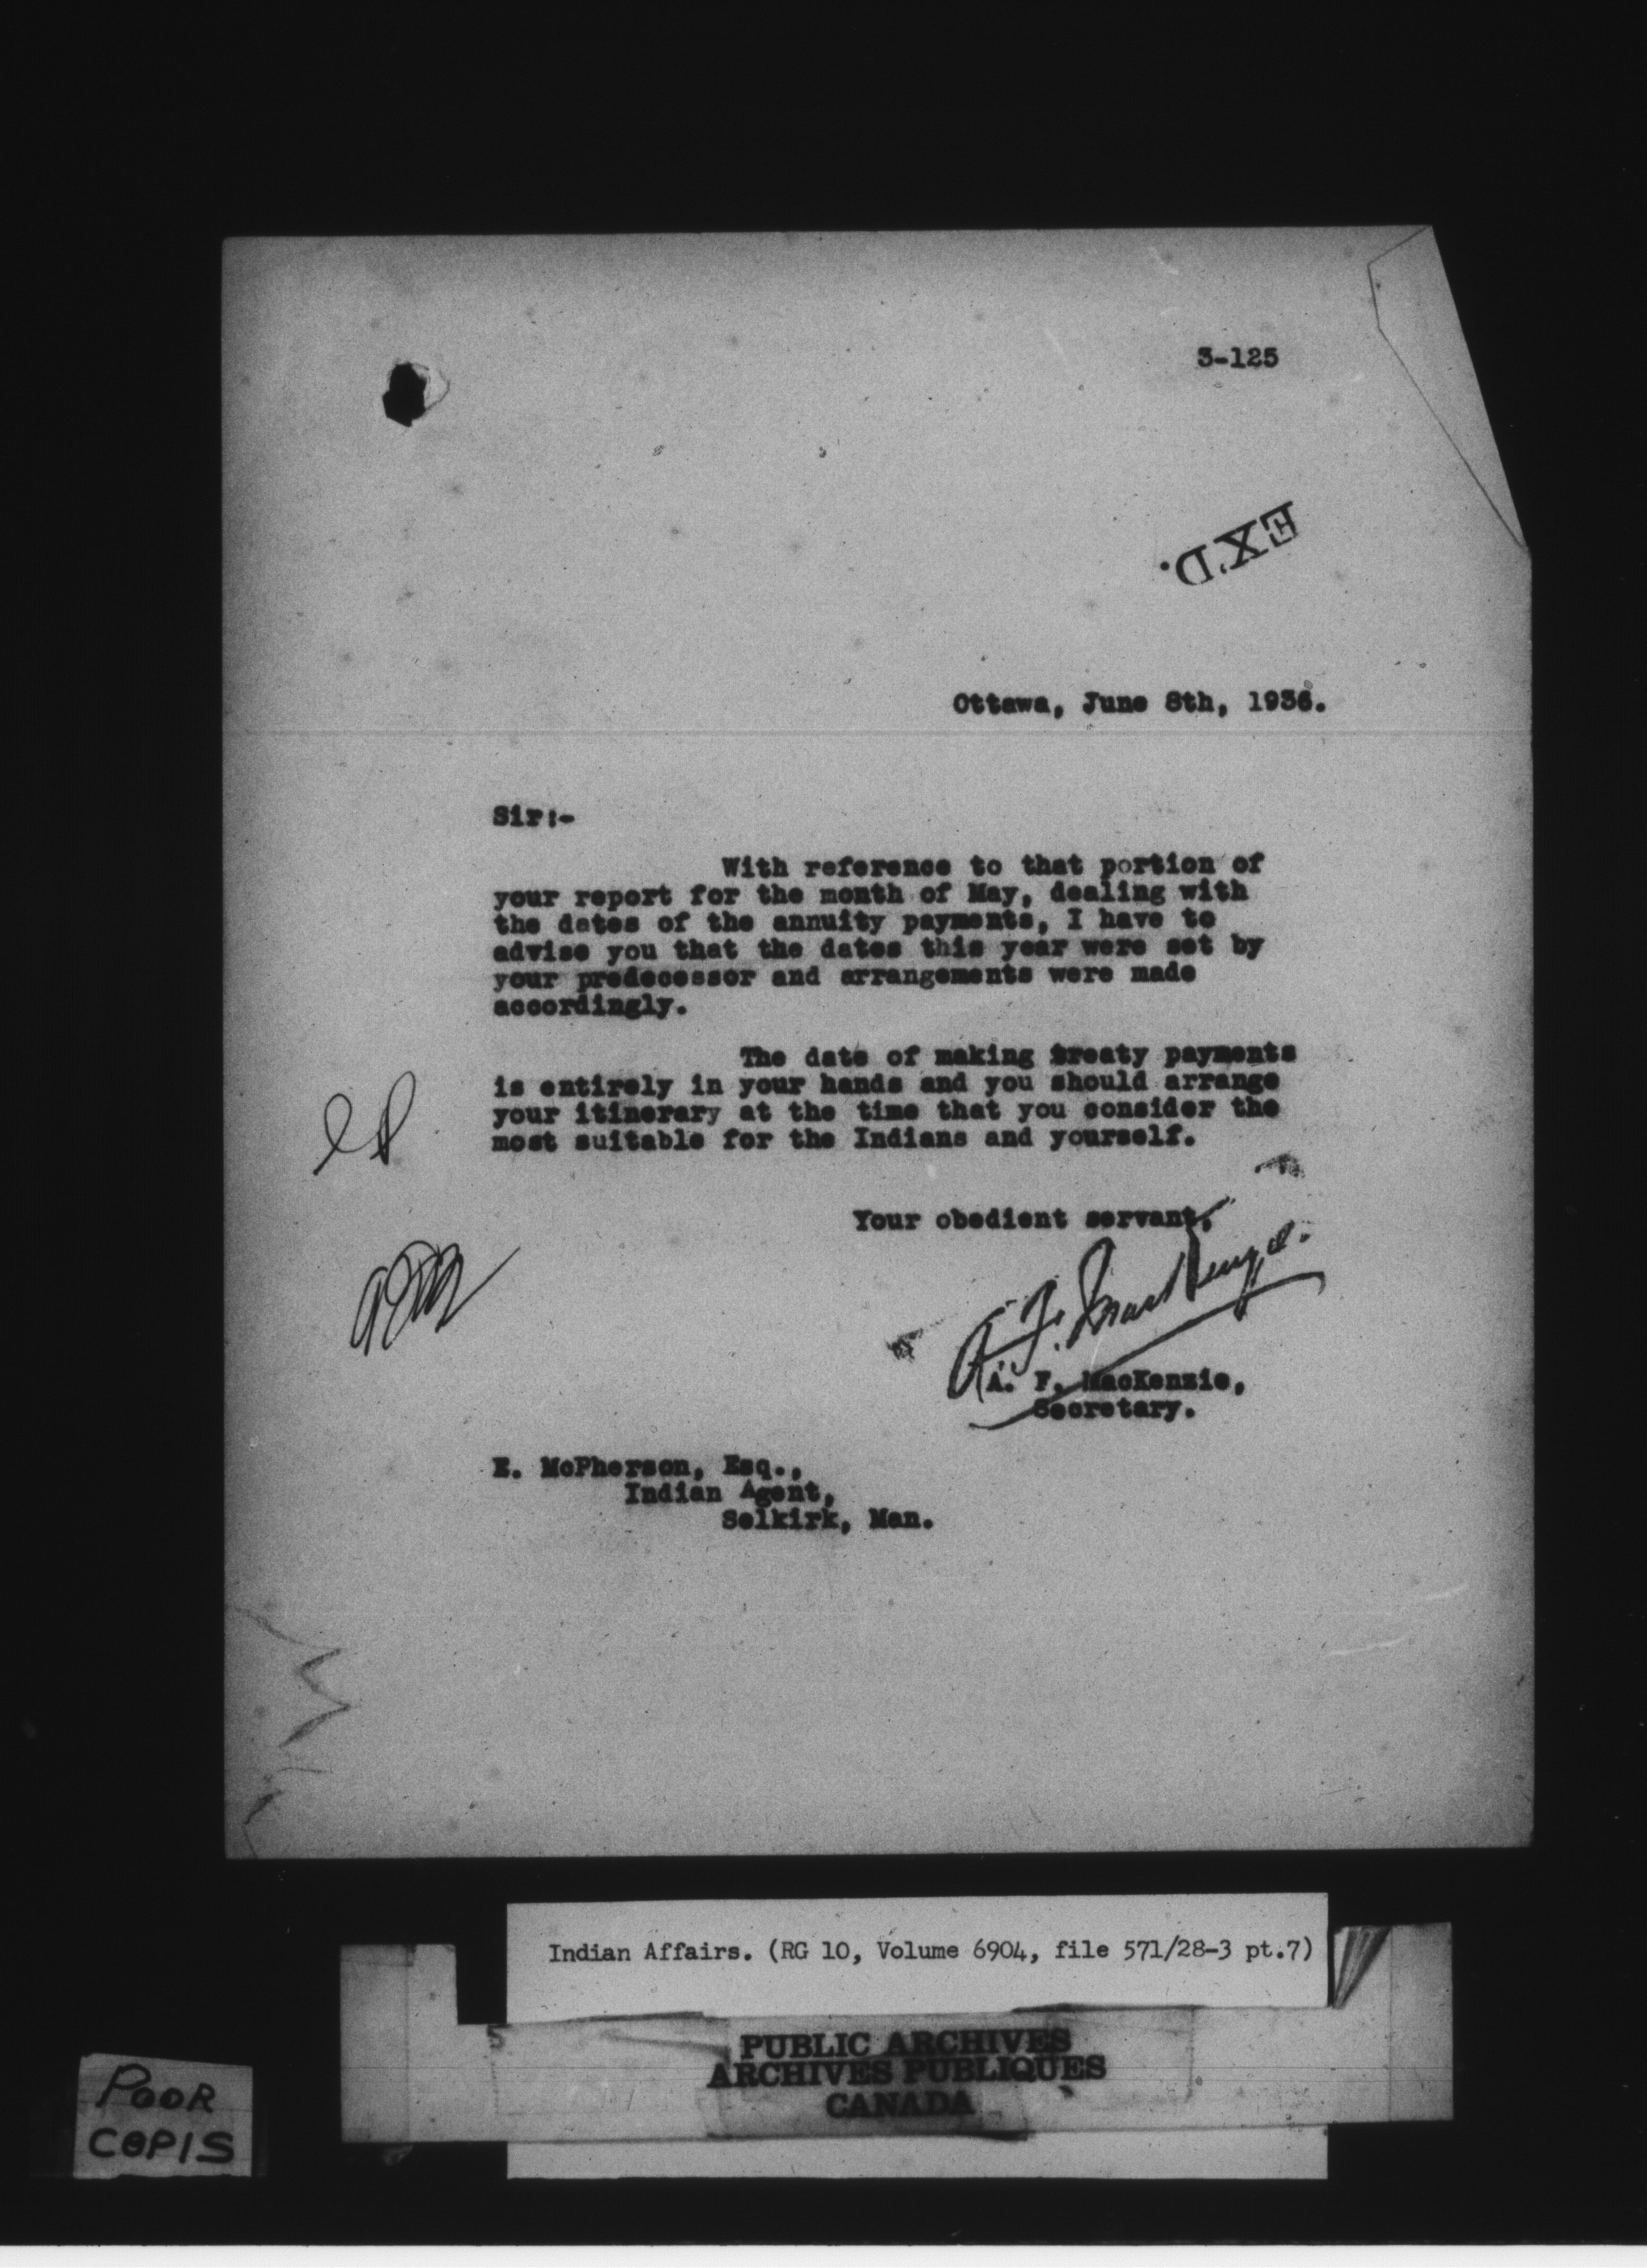 3-125
EX'D.
Ottawa, June 8th, 1936.
Sir:-
With reference to that portion of
your report for the month of May, dealing with
the dates of the annuity payments, I have to
advise you that the dates this year were set by
your predecessor and arrangements were made
accordingly.
The date of making treaty payments
is entirely in your hands and you should arrange
your itinerary at the time that you consider the
most suitable for the Indians and yourself.
Your obedient servant,
A. F. MacKenzie.
A. F. MacKenzie,
Secretary.
E. McPherson, Esq.,
Indian Agent,
Selkirk, Man.
Indian Affairs. (RG 10, Volume 6904, file 571/28-3 pt.7)
PUBLIC ARCHIVES
ARCHIVES PUBLIQUES
CANADA
POOR
COPIS